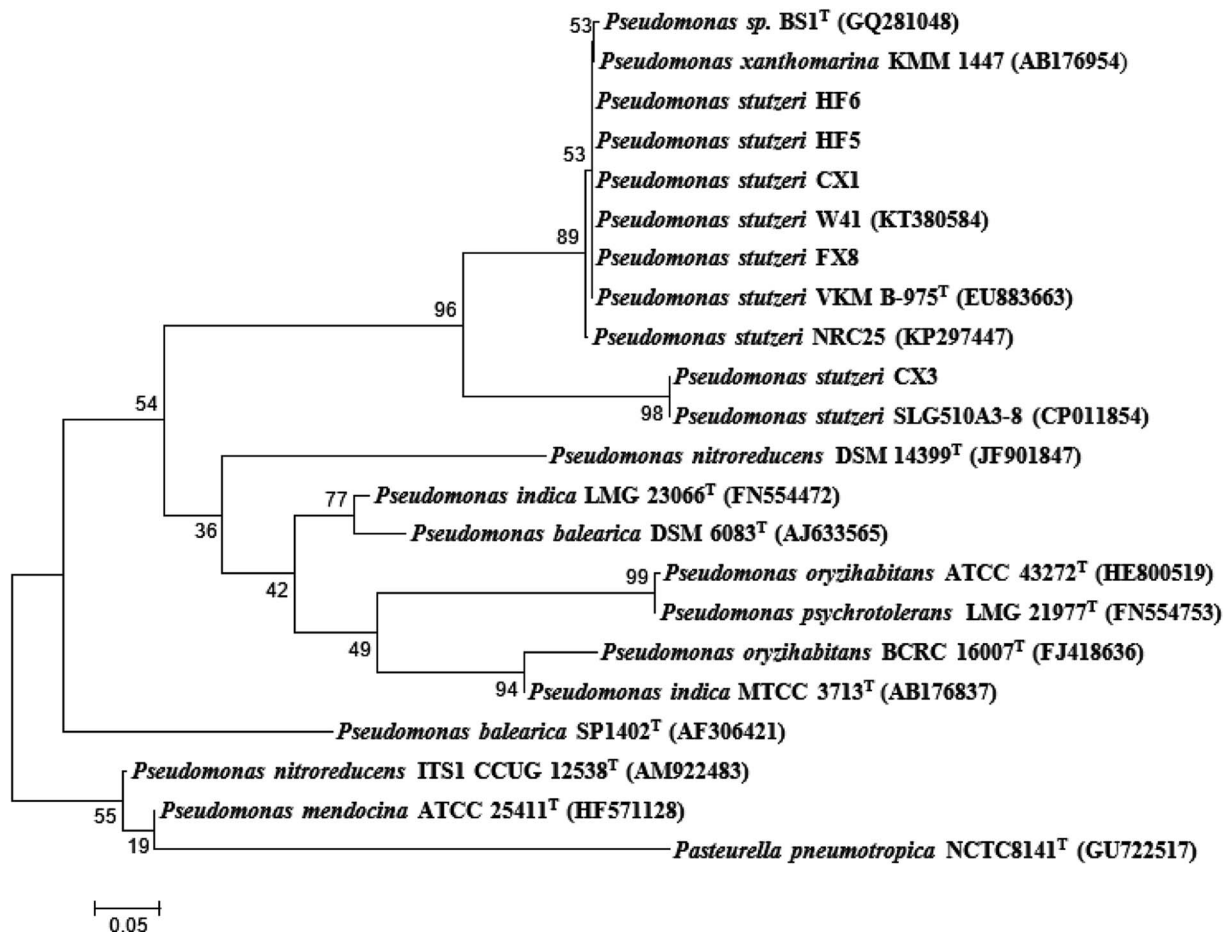 53 Pseudomonas sp. BS1ᵀ (GQ281048)
Pseudomonas xanthomarina KMM 1447 (AB176954)
Pseudomonas stutzeri HF6
Pseudomonas stutzeri HF5
53
Pseudomonas stutzeri CX1
Pseudomonas stutzeri W41 (KT380584)
89
Pseudomonas stutzeri FX8
Pseudomonas stutzeri VKM B-975ᵀ (EU883663)
96
Pseudomonas stutzeri NRC25 (KP297447)
Pseudomonas stutzeri CX3
54
98 Pseudomonas stutzeri SLG510A3-8 (CP011854)
Pseudomonas nitroreducens DSM 14399ᵀ (JF901847)
77 Pseudomonas indica LMG 23066ᵀ (FN554472)
36
Pseudomonas balearica DSM 6083ᵀ (AJ633565)
99 Pseudomonas oryzihabitans ATCC 43272ᵀ (HE800519)
42
Pseudomonas psychrotolerans LMG 21977ᵀ (FN554753)
49
Pseudomonas oryzihabitans BCRC 16007ᵀ (FJ418636)
94 Pseudomonas indica MTCC 3713ᵀ (AB176837)
Pseudomonas balearica SP1402ᵀ (AF306421)
Pseudomonas nitroreducens ITS1 CCUG 12538ᵀ (AM922483)
55
Pseudomonas mendocina ATCC 25411ᵀ (HF571128)
19
Pasteurella pneumotropica NCTC8141ᵀ (GU722517)
0.05